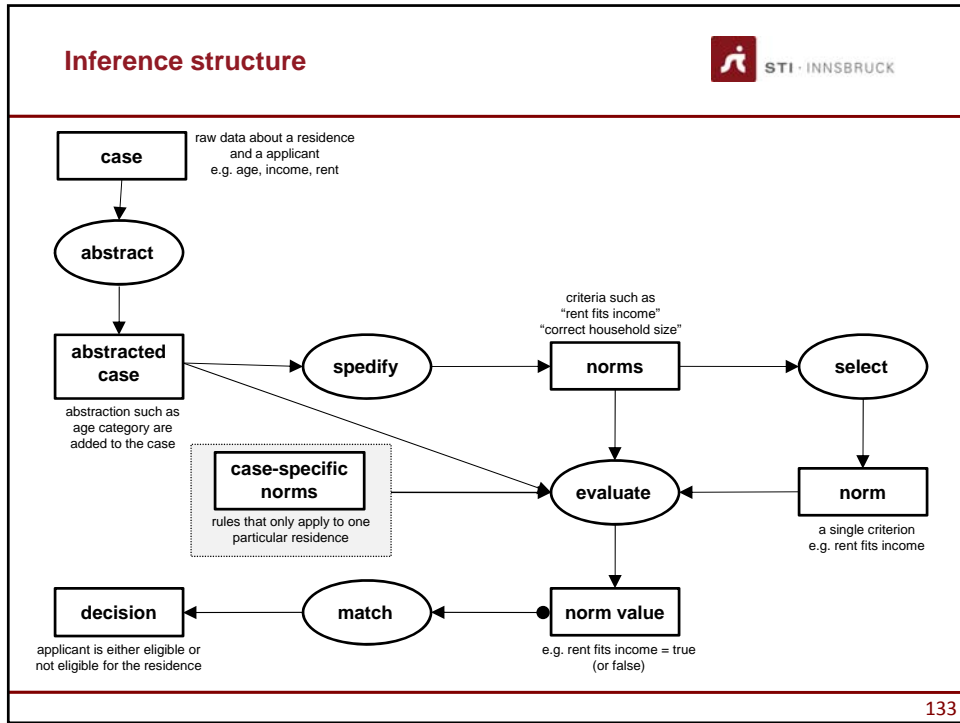 Inference structure
STI · INNSBRUCK
case
raw data about a residence
and a applicant
e.g. age, income, rent
abstract
abstracted
case
abstraction such as
age category are
added to the case
spedify
criteria such as
“rent fits income”
“correct household size”
norms
select
case-specific
norms
rules that only apply to one
particular residence
evaluate
norm
a single criterion
e.g. rent fits income
decision
applicant is either eligible or
not eligible for the residence
match
norm value
e.g. rent fits income = true
(or false)
133